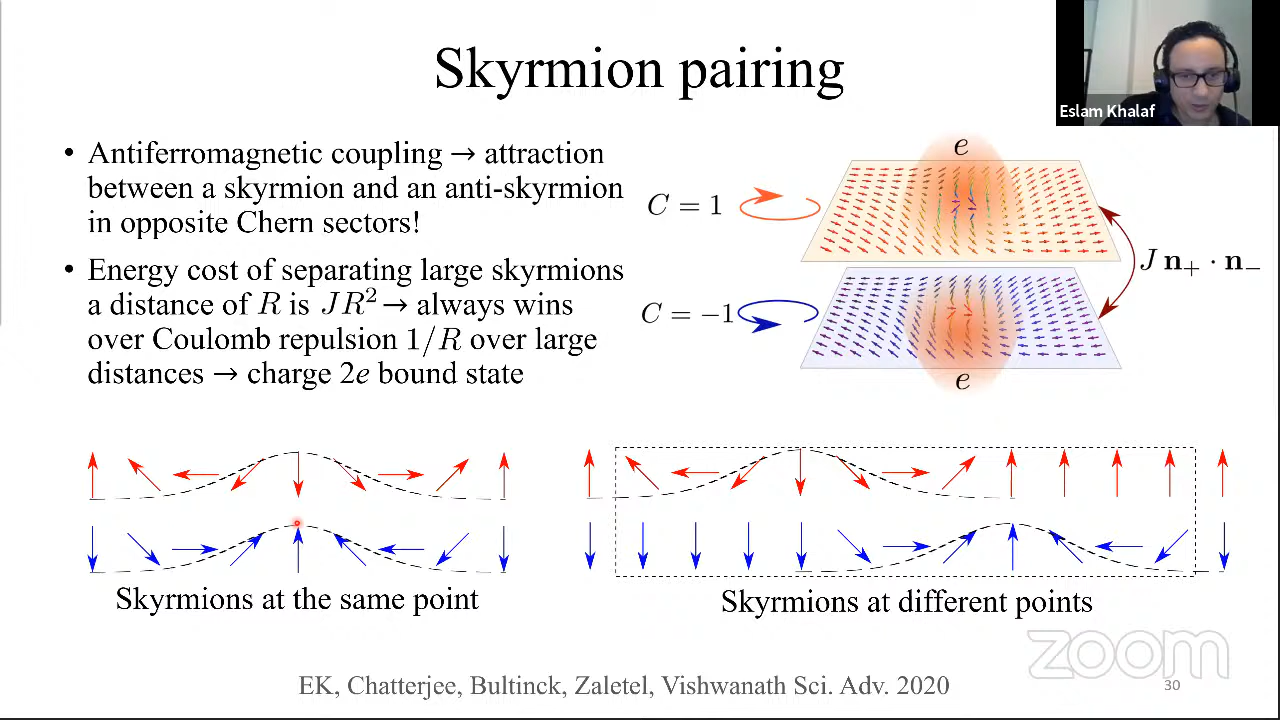 Skyrmion pairing
Eslam Khalaf
• Antiferromagnetic coupling → attraction
between a skyrmion and an anti-skyrmion
in opposite Chern sectors!
• Energy cost of separating large skyrmions
a distance of R is JR² → always wins
over Coulomb repulsion 1/R over large
distances → charge 2e bound state
e
C = 1
J n₊ · n₋
C = −1
e
Skyrmions at the same point
Skyrmions at different points
zoom
EK, Chatterjee, Bultinck, Zaletel, Vishwanath Sci. Adv. 2020
30